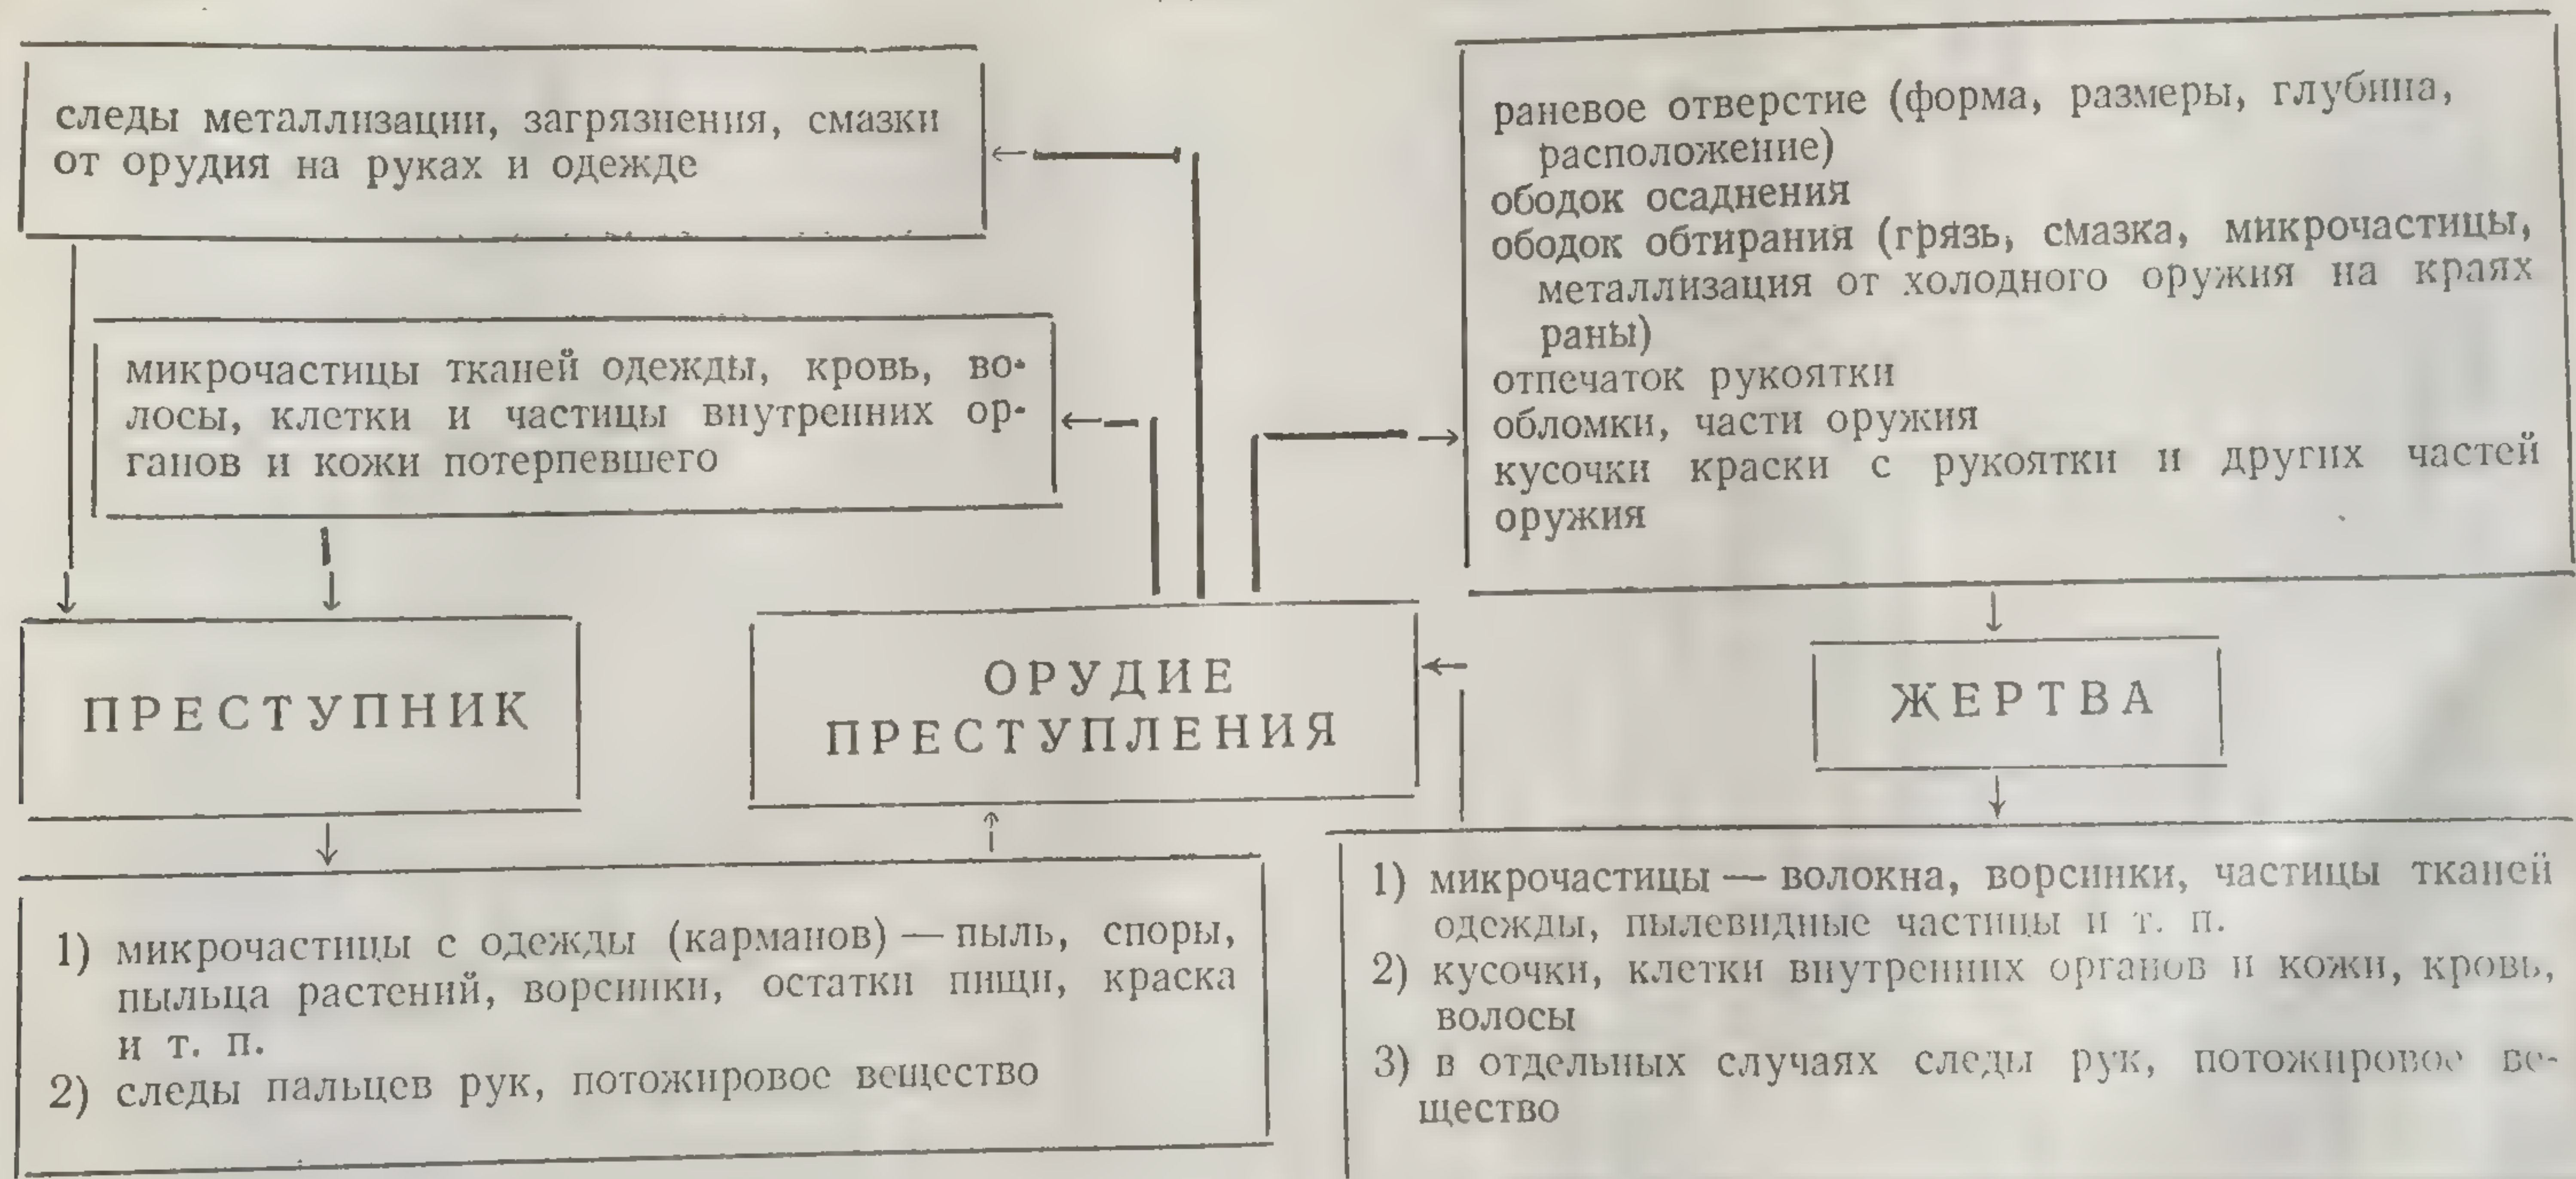 следы металлизации, загрязнения, смазки
от орудия на руках и одежде
микрочастицы тканей одежды, кровь, во-
лосы, клетки и частицы внутренних ор-
ганов и кожи потерпевшего
раневое отверстие (форма, размеры, глубина,
расположение)
ободок осаднения
ободок обтирания (грязь, смазка, микрочастицы,
металлизация от холодного оружия на краях
раны)
отпечаток рукоятки
обломки, части оружия
кусочки краски с рукоятки и других частей
оружия
ПРЕСТУПНИК
ОРУДИЕ
ПРЕСТУПЛЕНИЯ
ЖЕРТВА
1) микрочастицы с одежды (карманов) — пыль, споры,
пыльца растений, ворсинки, остатки пищи, краска
и т. п.
2) следы пальцев рук, потожировое вещество
1) микрочастицы — волокна, ворсинки, частицы тканей
одежды, пылевидные частицы и т. п.
2) кусочки, клетки внутренних органов и кожи, кровь,
волосы
3) в отдельных случаях следы рук, потожировое ве-
щество